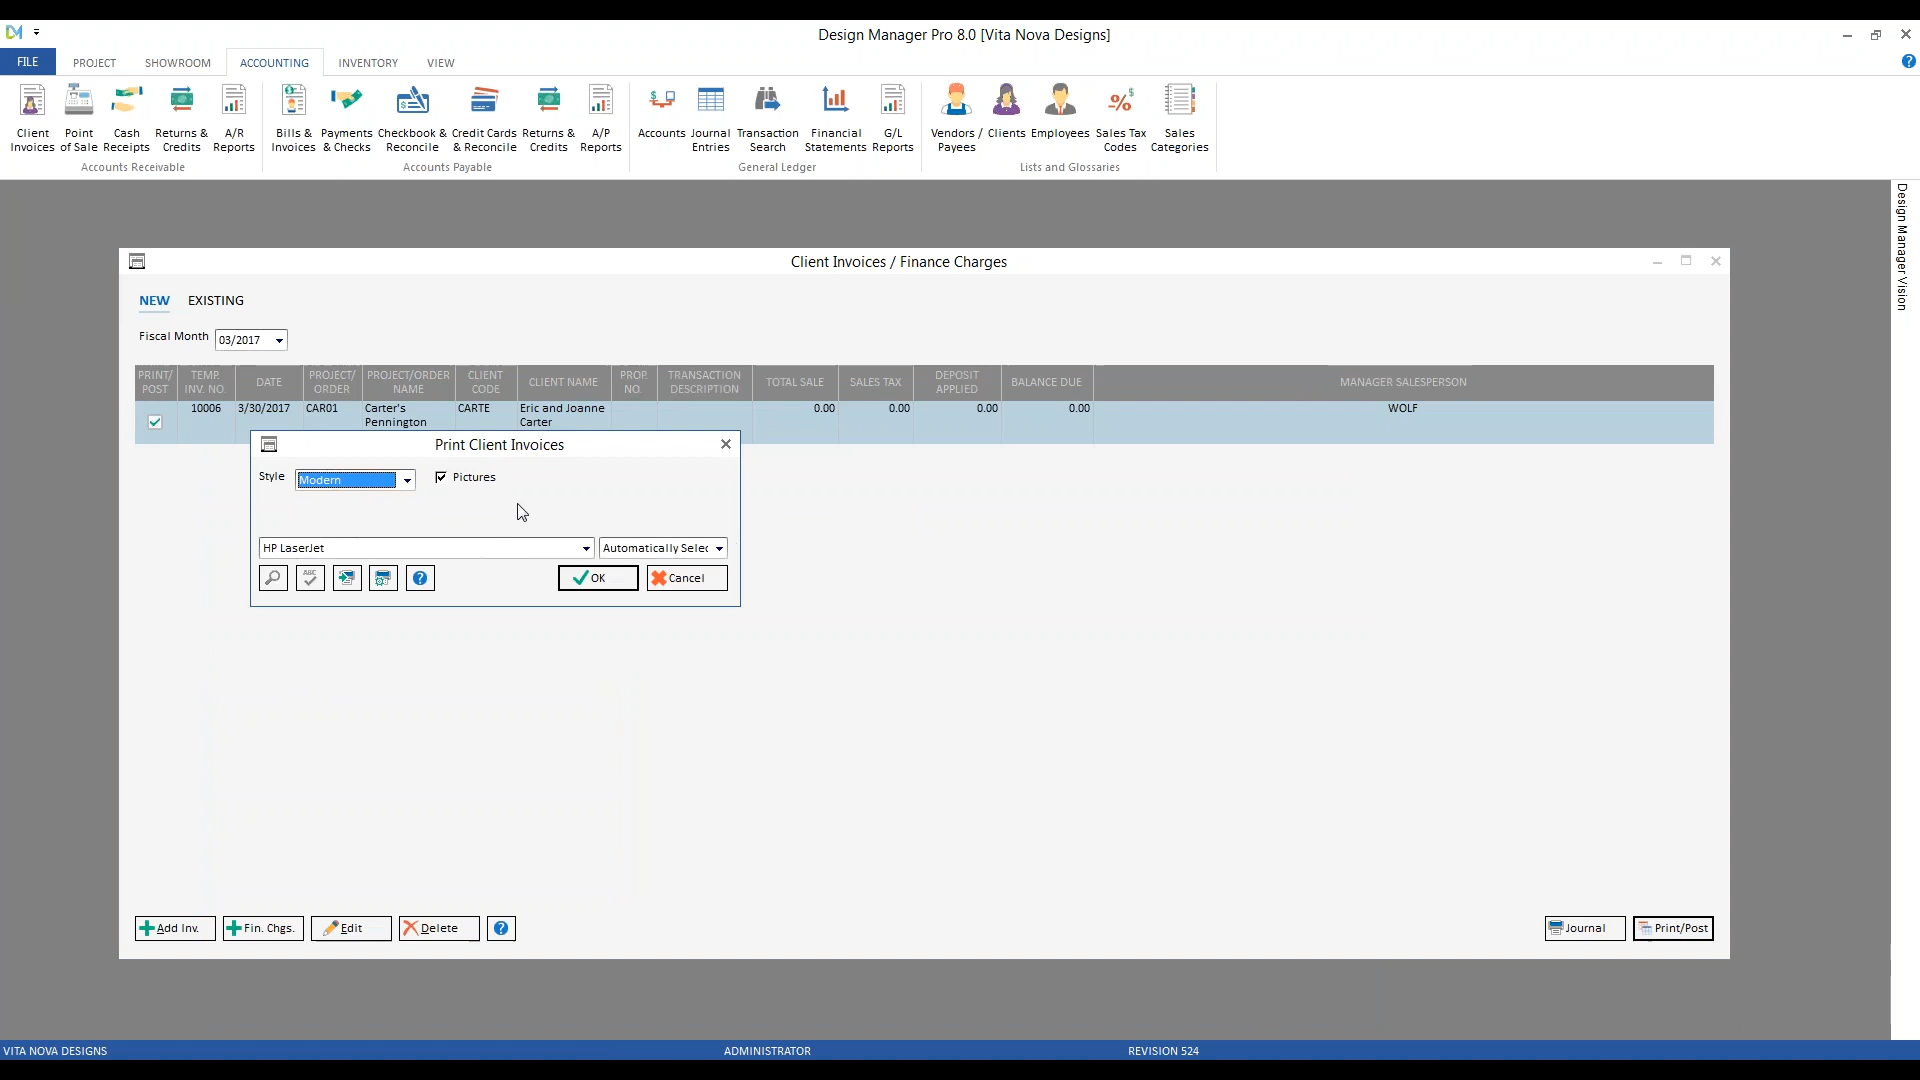 Design Manager Pro 8.0 [Vita Nova Designs]
FILE PROJECT SHOWROOM ACCOUNTING INVENTORY VIEW
Client Invoices
Point of Sale
Cash Receipts
Returns & Credits
A/R Reports
Accounts Receivable
Bills & Invoices
Payments & Checks
Checkbook & Reconcile
Credit Cards & Reconcile
Returns & Credits
A/P Reports
Accounts Payable
Accounts
Journal Entries
Transaction Search
Financial Statements
G/L Reports
General Ledger
Vendors / Payees
Clients
Employees
Sales Tax Codes
Sales Categories
Lists and Glossaries
Design Manager Vision
Client Invoices / Finance Charges
NEW EXISTING
Fiscal Month 03/2017
PRINT/ POST
TEMP. INV. NO.
DATE
PROJECT/ ORDER
PROJECT/ORDER NAME
CLIENT CODE
CLIENT NAME
PROP. NO.
TRANSACTION DESCRIPTION
TOTAL SALE
SALES TAX
DEPOSIT APPLIED
BALANCE DUE
MANAGER SALESPERSON
10006 3/30/2017 CAR01 Carter's Pennington CARTE Eric and Joanne Carter 0.00 0.00 0.00 0.00 WOLF
Print Client Invoices
Style Modern Pictures
HP LaserJet Automatically Selec
ABC
OK Cancel
Add Inv. Fin. Chgs. Edit Delete Journal Print/Post
VITA NOVA DESIGNS ADMINISTRATOR REVISION 524